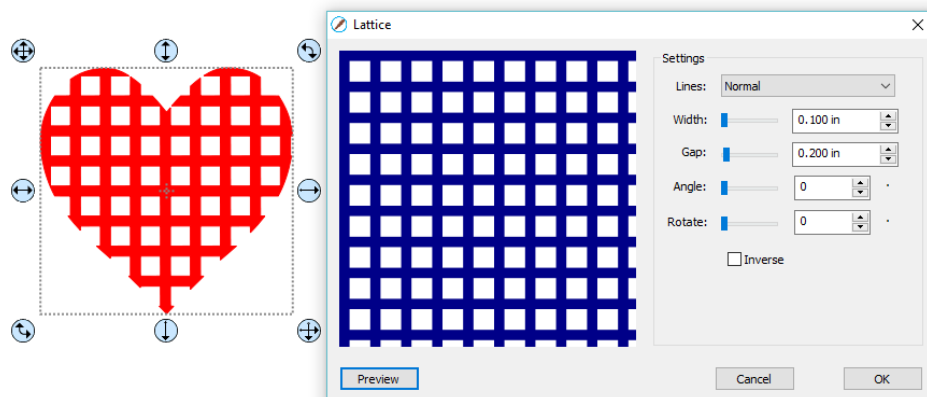 Lattice
Settings
Lines: Normal
Width: 0.100 in
Gap: 0.200 in
Angle: 0 °
Rotate: 0 °
Inverse
Preview Cancel OK